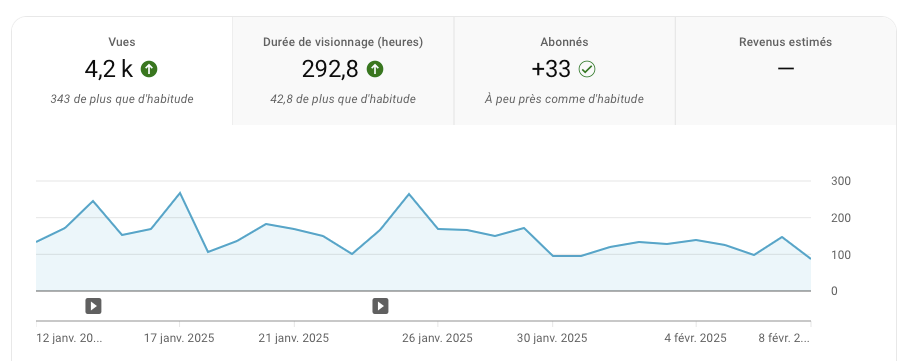 Vues
4,2 k
343 de plus que d'habitude
Durée de visionnage (heures)
292,8
42,8 de plus que d'habitude
Abonnés
+33
À peu près comme d'habitude
Revenus estimés
—
300
200
100
0
12 janv. 20... 17 janv. 2025 21 janv. 2025 26 janv. 2025 30 janv. 2025 4 févr. 2025 8 févr. 2...